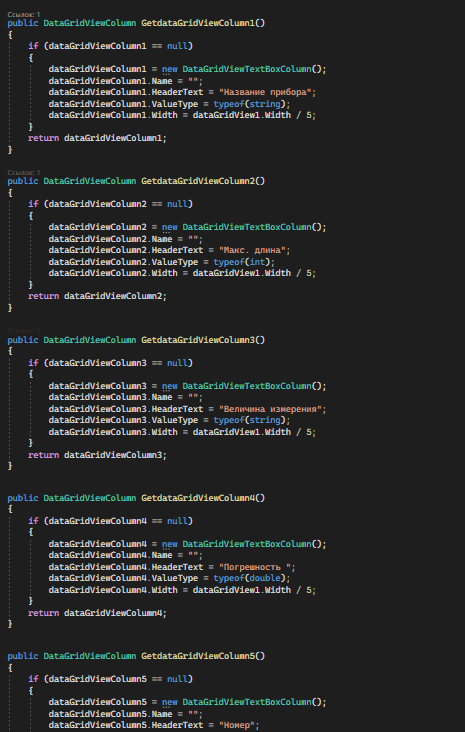 Ссылок: 1
public DataGridViewColumn GetdataGridViewColumn1()
{
if (dataGridViewColumn1 == null)
{
dataGridViewColumn1 = new DataGridViewTextBoxColumn();
dataGridViewColumn1.Name = "";
dataGridViewColumn1.HeaderText = "Название прибора";
dataGridViewColumn1.ValueType = typeof(string);
dataGridViewColumn1.Width = dataGridView1.Width / 5;
}
return dataGridViewColumn1;
}
Ссылок: 1
public DataGridViewColumn GetdataGridViewColumn2()
{
if (dataGridViewColumn2 == null)
{
dataGridViewColumn2 = new DataGridViewTextBoxColumn();
dataGridViewColumn2.Name = "";
dataGridViewColumn2.HeaderText = "Макс. длина";
dataGridViewColumn2.ValueType = typeof(int);
dataGridViewColumn2.Width = dataGridView1.Width / 5;
}
return dataGridViewColumn2;
}
public DataGridViewColumn GetdataGridViewColumn3()
{
if (dataGridViewColumn3 == null)
{
dataGridViewColumn3 = new DataGridViewTextBoxColumn();
dataGridViewColumn3.Name = "";
dataGridViewColumn3.HeaderText = "Величина измерения";
dataGridViewColumn3.ValueType = typeof(string);
dataGridViewColumn3.Width = dataGridView1.Width / 5;
}
return dataGridViewColumn3;
}
public DataGridViewColumn GetdataGridViewColumn4()
{
if (dataGridViewColumn4 == null)
{
dataGridViewColumn4 = new DataGridViewTextBoxColumn();
dataGridViewColumn4.Name = "";
dataGridViewColumn4.HeaderText = "Погрешность ";
dataGridViewColumn4.ValueType = typeof(double);
dataGridViewColumn4.Width = dataGridView1.Width / 5;
}
return dataGridViewColumn4;
}
public DataGridViewColumn GetdataGridViewColumn5()
{
if (dataGridViewColumn5 == null)
{
dataGridViewColumn5 = new DataGridViewTextBoxColumn();
dataGridViewColumn5.Name = "";
dataGridViewColumn5.HeaderText = "Номер";